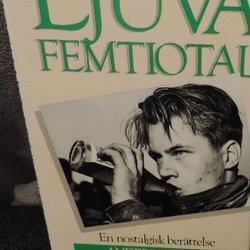 LJUVA
FEMTIOTAL
En nostalgisk berättelse